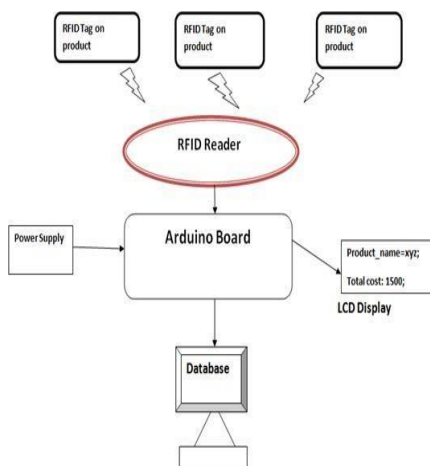 RFID Tag on
product
RFID Tag on
product
RFID Tag on
product
RFID Reader
Power Supply
Arduino Board
Product_name=xyz;
Total cost: 1500;
LCD Display
Database